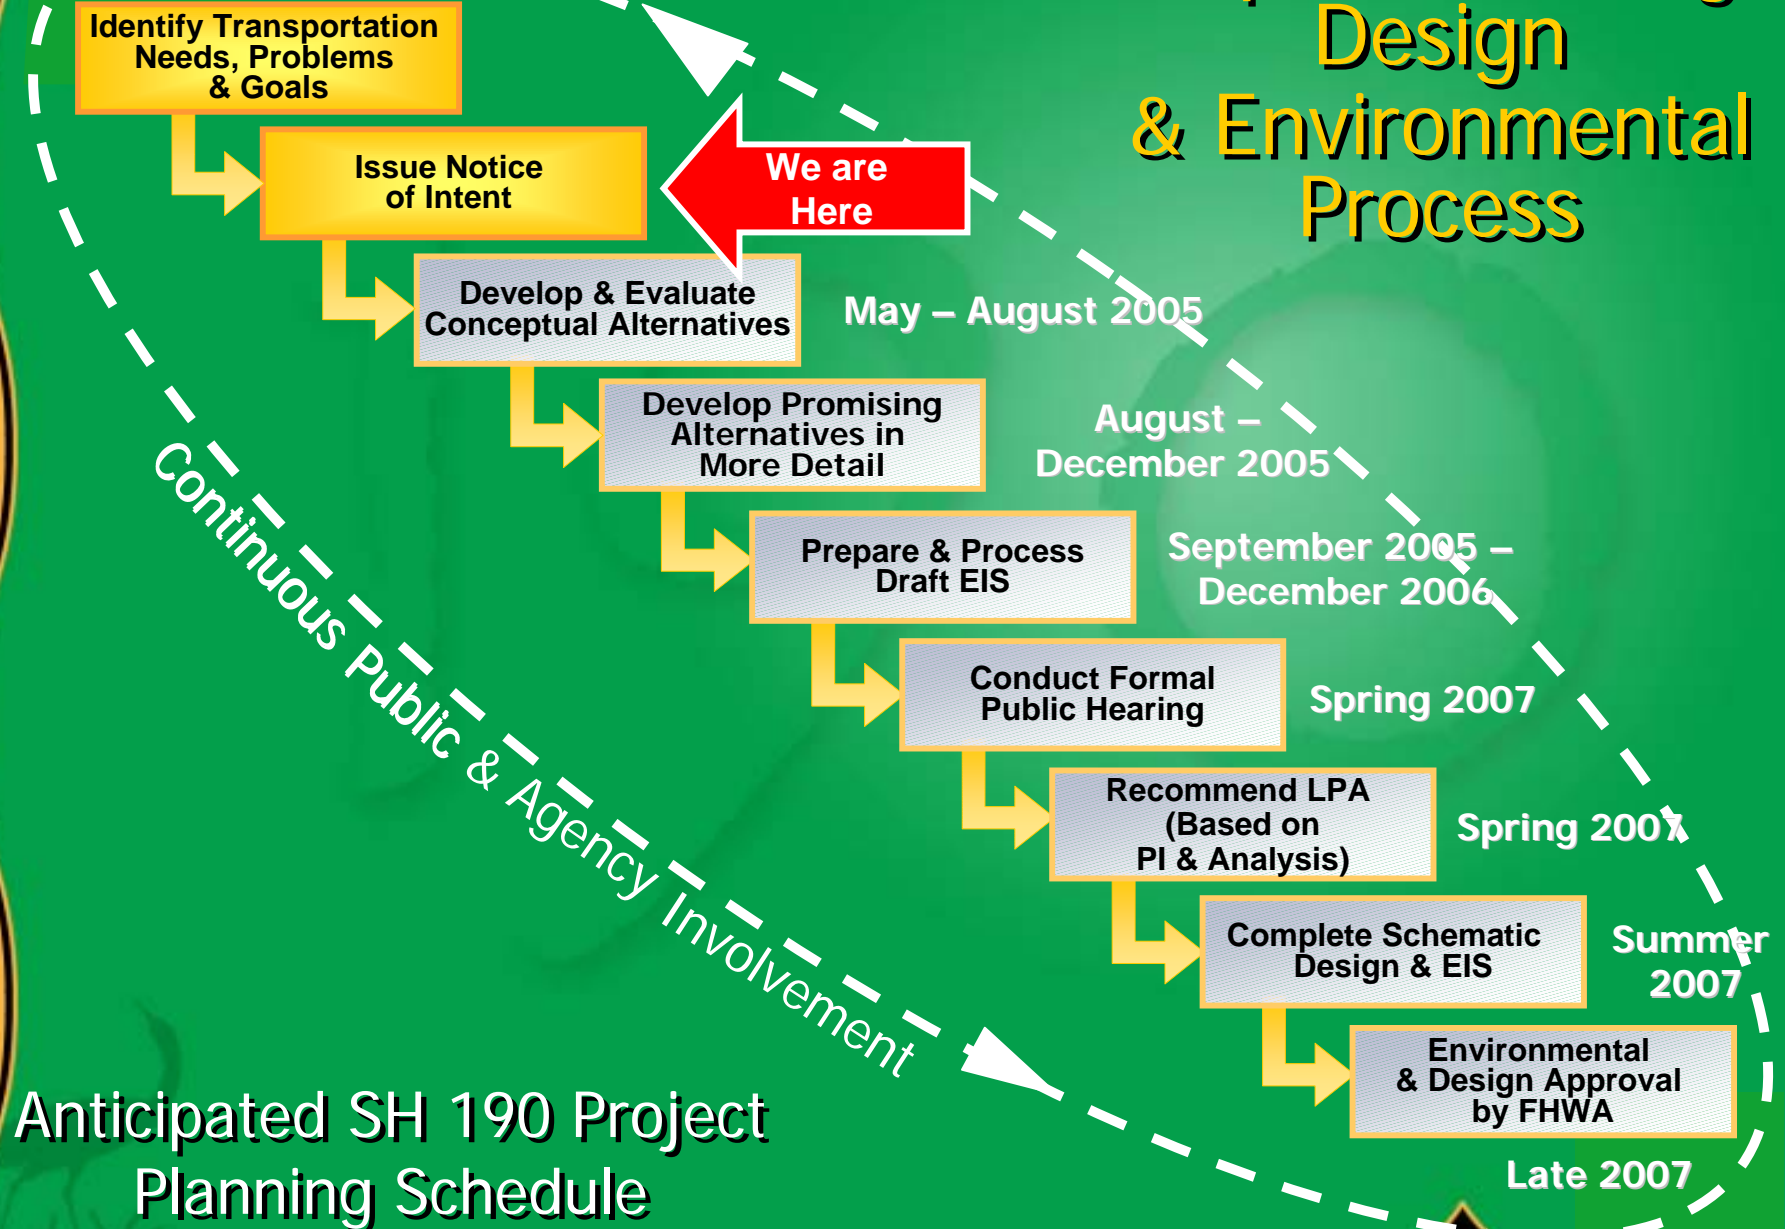 Design
& Environmental
Process
Identify Transportation
Needs, Problems
& Goals
Issue Notice
of Intent
We are
Here
Develop & Evaluate
Conceptual Alternatives
May – August 2005
Develop Promising
Alternatives in
More Detail
August –
December 2005
Prepare & Process
Draft EIS
September 2005 –
December 2006
Conduct Formal
Public Hearing
Spring 2007
Recommend LPA
(Based on
PI & Analysis)
Spring 2007
Complete Schematic
Design & EIS
Summer
2007
Environmental
& Design Approval
by FHWA
Late 2007
Continuous Public & Agency Involvement
Anticipated SH 190 Project
Planning Schedule